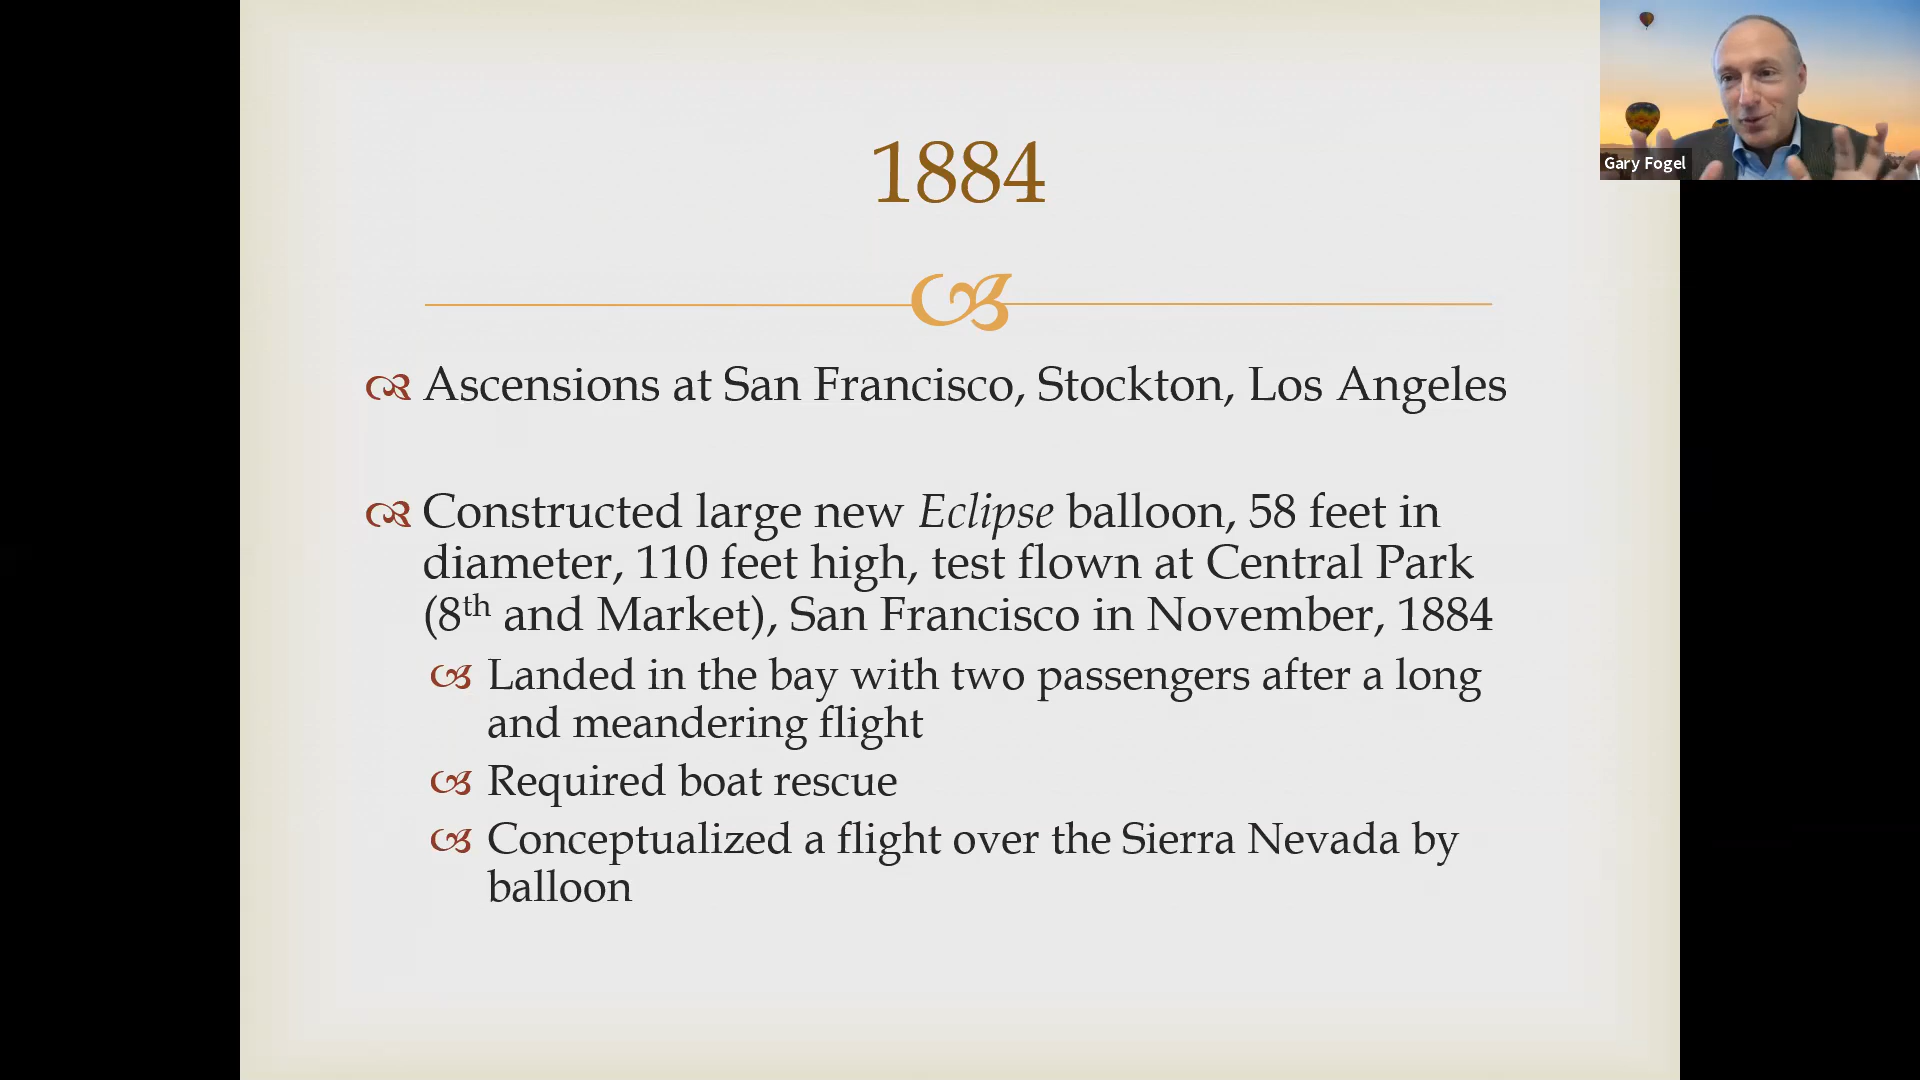 Gary Fogel
1884
Ascensions at San Francisco, Stockton, Los Angeles
Constructed large new Eclipse balloon, 58 feet in
diameter, 110 feet high, test flown at Central Park
(8th and Market), San Francisco in November, 1884
Landed in the bay with two passengers after a long
and meandering flight
Required boat rescue
Conceptualized a flight over the Sierra Nevada by
balloon